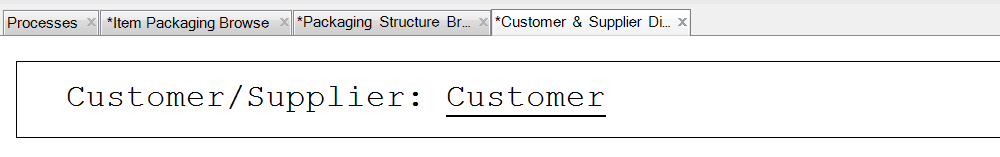 Processes *Item Packaging Browse *Packaging Structure Br... *Customer & Supplier Di...
Customer/Supplier: Customer